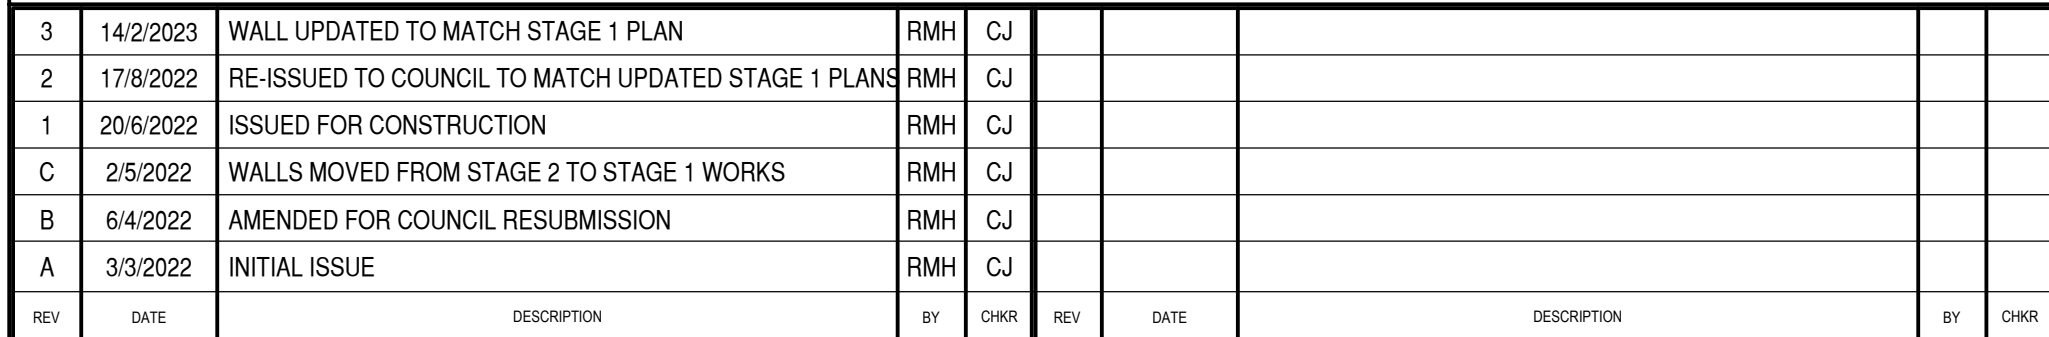 3 14/2/2023 WALL UPDATED TO MATCH STAGE 1 PLAN RMH CJ
2 17/8/2022 RE-ISSUED TO COUNCIL TO MATCH UPDATED STAGE 1 PLANS RMH CJ
1 20/6/2022 ISSUED FOR CONSTRUCTION RMH CJ
C 2/5/2022 WALLS MOVED FROM STAGE 2 TO STAGE 1 WORKS RMH CJ
B 6/4/2022 AMENDED FOR COUNCIL RESUBMISSION RMH CJ
A 3/3/2022 INITIAL ISSUE RMH CJ
REV DATE DESCRIPTION BY CHKR REV DATE DESCRIPTION BY CHKR